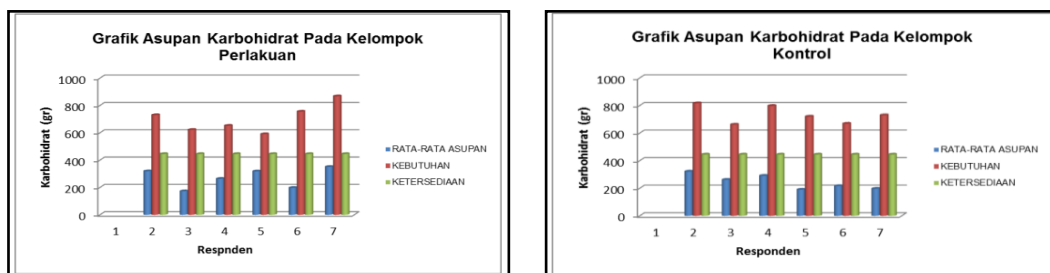 Grafik Asupan Karbohidrat Pada Kelompok
Perlakuan
Karbohidrat (gr)
1000
800
600
400
200
0
1 2 3 4 5 6 7
Respnden
RATA-RATA ASUPAN
KEBUTUHAN
KETERSEDIAAN
Grafik Asupan Karbohidrat Pada Kelompok
Kontrol
Karbohidrat (gr)
1000
800
600
400
200
0
1 2 3 4 5 6 7
Responden
RATA-RATA ASUPAN
KEBUTUHAN
KETERSEDIAAN